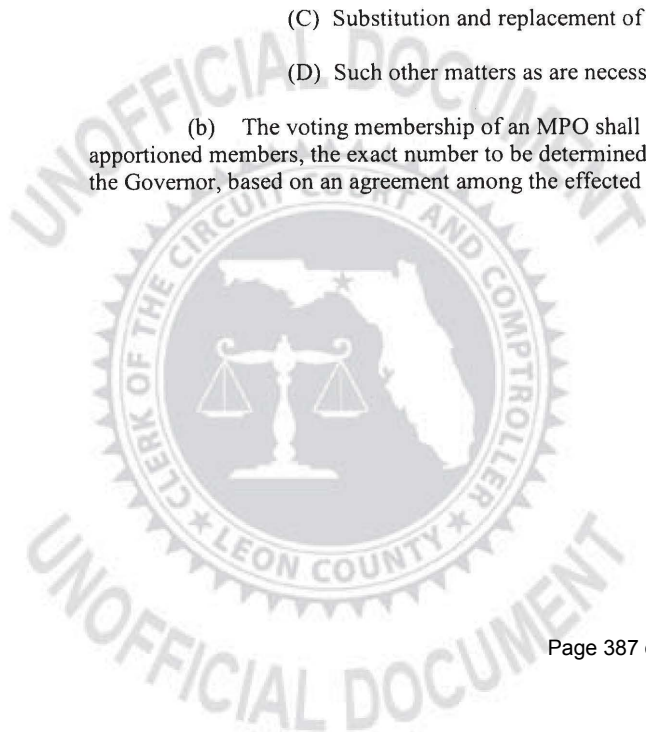 (C) Substitution and replacement of
(D) Such other matters as are necess
(b) The voting membership of an MPO shall
apportioned members, the exact number to be determined
the Governor, based on an agreement among the effected
UNOFFICIAL DOCUMENT
CLERK OF THE CIRCUIT COURT AND COMPTROLLER
LEON COUNTY
UNOFFICIAL DOCUMENT
Page 387